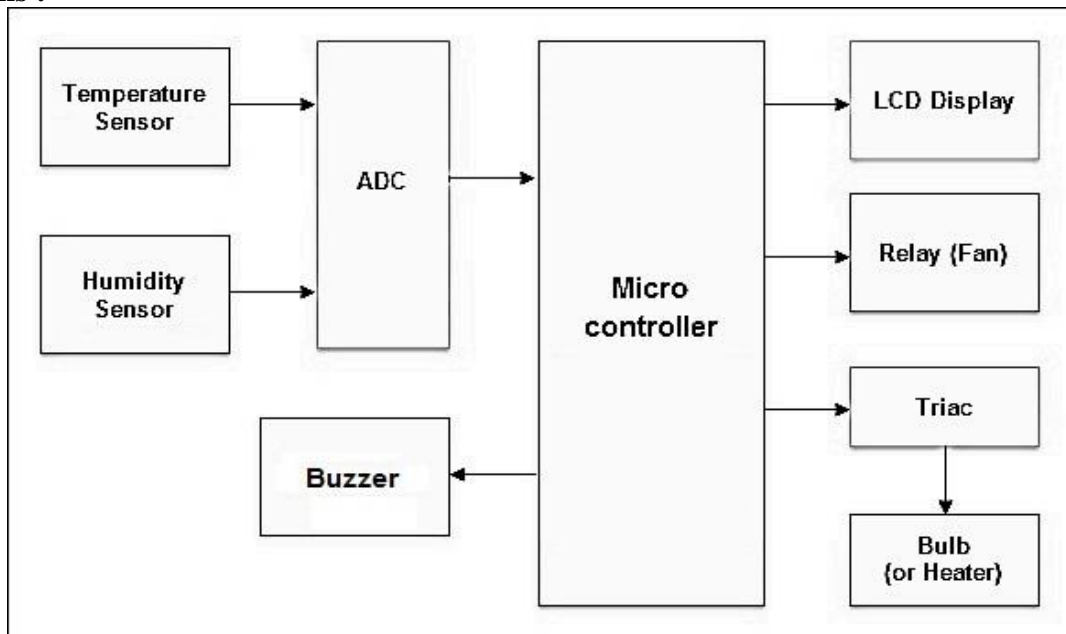 Temperature
Sensor
ADC
Humidity
Sensor
Micro
controller
Buzzer
LCD Display
Relay (Fan)
Triac
Bulb
(or Heater)